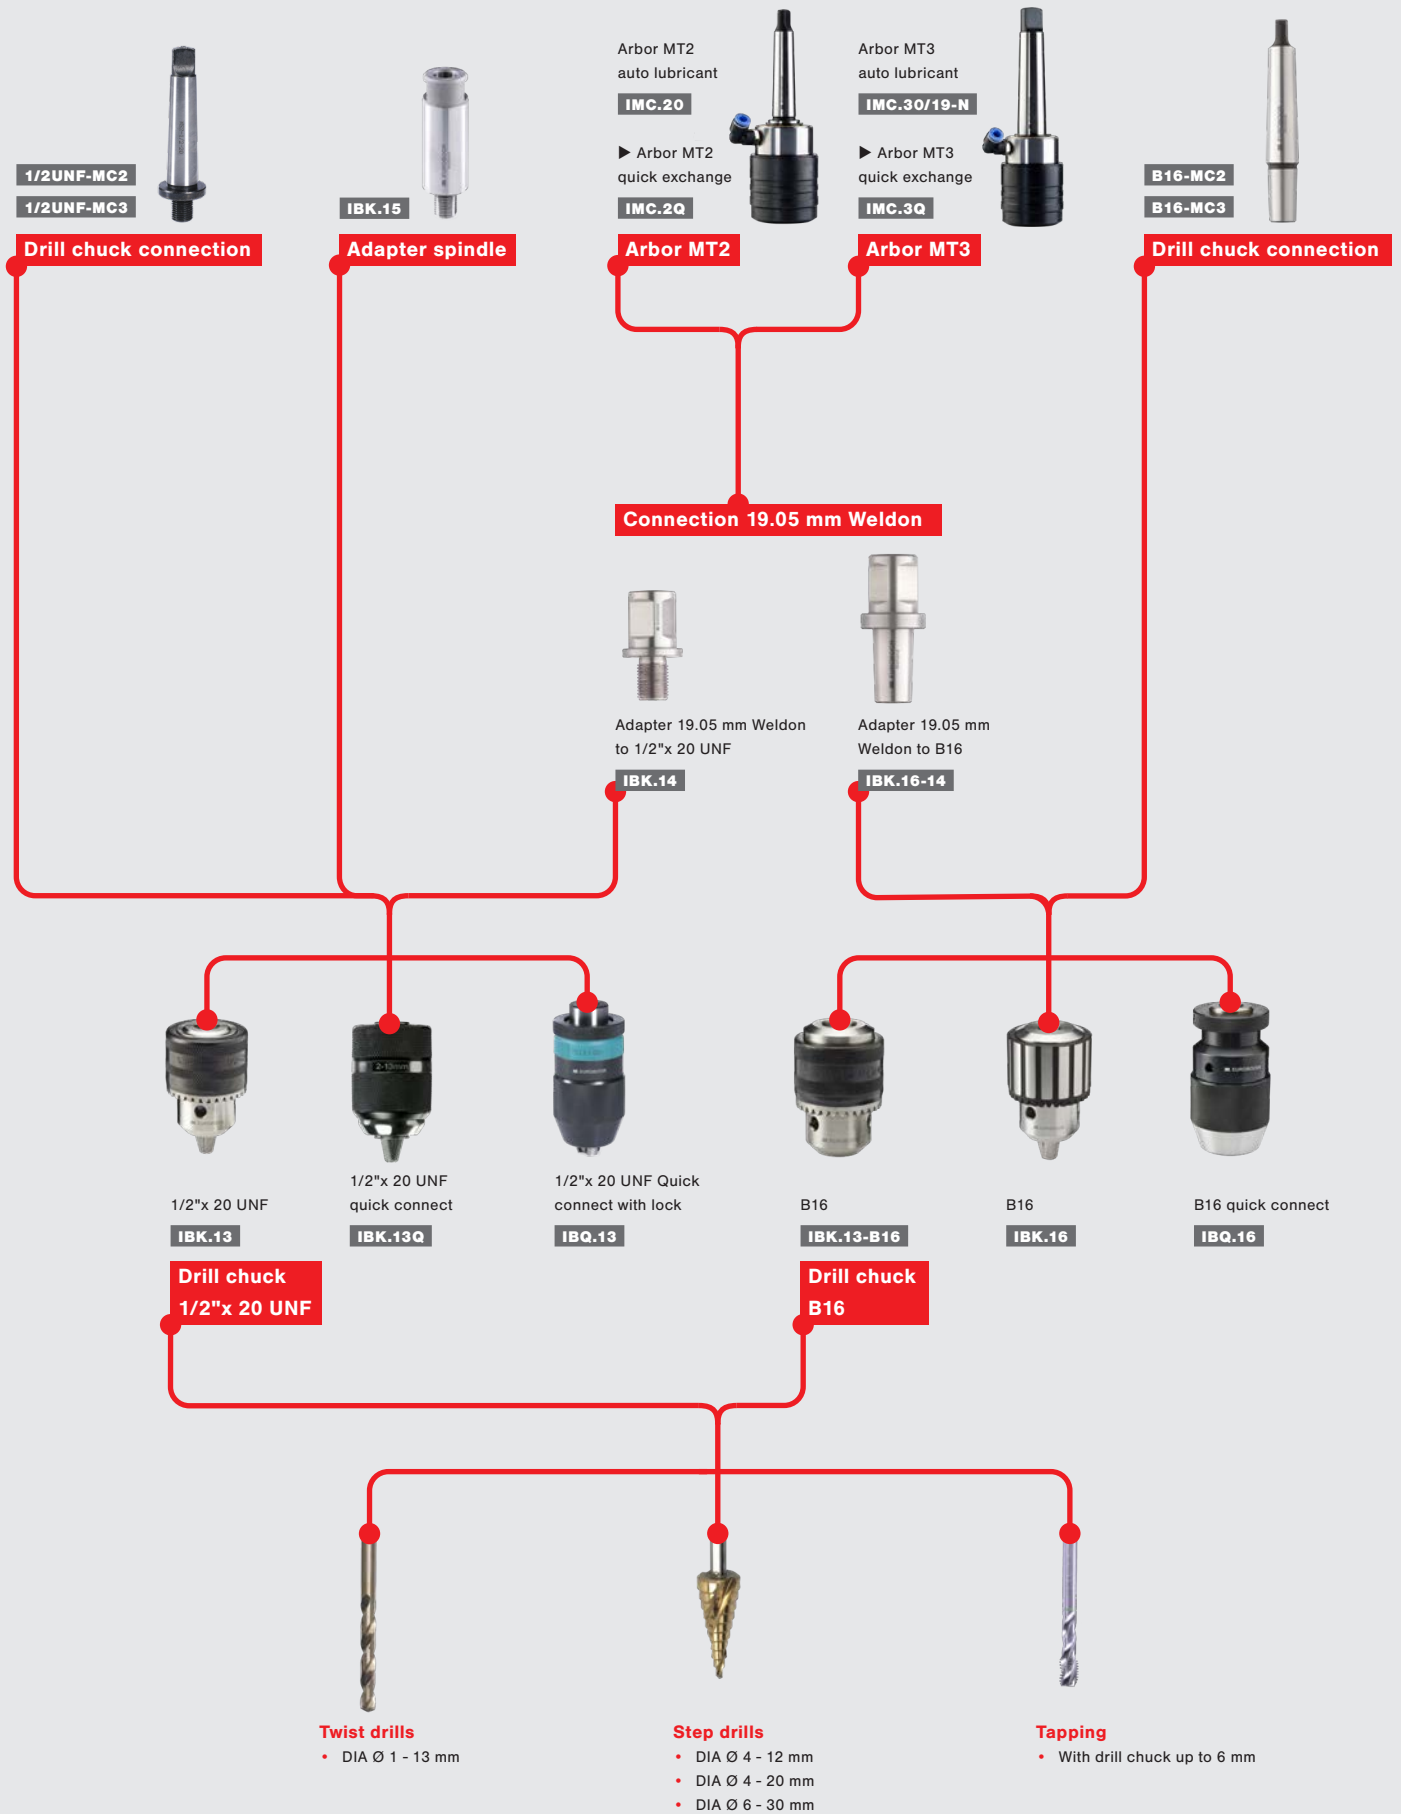 1/2UNF-MC2
1/2UNF-MC3
Drill chuck connection
IBK.15
Adapter spindle
Arbor MT2
auto lubricant
IMC.20
▶ Arbor MT2
quick exchange
IMC.2Q
Arbor MT2
Arbor MT3
auto lubricant
IMC.30/19-N
▶ Arbor MT3
quick exchange
IMC.3Q
Arbor MT3
B16-MC2
B16-MC3
Drill chuck connection
Connection 19.05 mm Weldon
Adapter 19.05 mm Weldon
to 1/2"x 20 UNF
IBK.14
Adapter 19.05 mm
Weldon to B16
IBK.16-14
2-13mm
1/2"x 20 UNF
IBK.13
1/2"x 20 UNF
quick connect
IBK.13Q
1/2"x 20 UNF Quick
connect with lock
IBQ.13
B16
IBK.13-B16
B16
IBK.16
B16 quick connect
IBQ.16
Drill chuck
1/2"x 20 UNF
Drill chuck
B16
Twist drills
• DIA Ø 1 - 13 mm
Step drills
• DIA Ø 4 - 12 mm
• DIA Ø 4 - 20 mm
• DIA Ø 6 - 30 mm
Tapping
• With drill chuck up to 6 mm